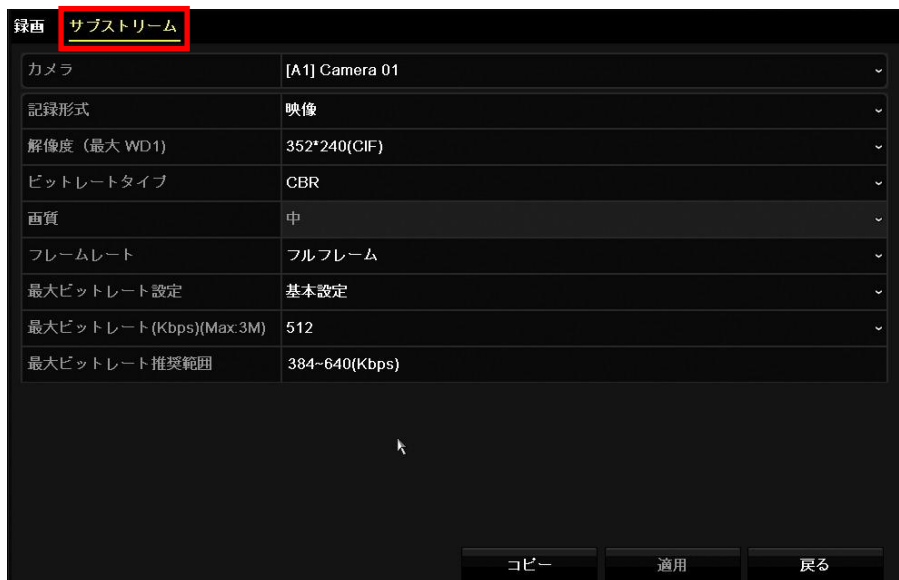 録画 サブストリーム
カメラ [A1] Camera 01
記録形式 映像
解像度（最大 WD1) 352*240(CIF)
ビットレートタイプ CBR
画質 中
フレームレート フルフレーム
最大ビットレート設定 基本設定
最大ビットレート(Kbps)(Max:3M) 512
最大ビットレート推奨範囲 384~640(Kbps)
コピー 適用 戻る